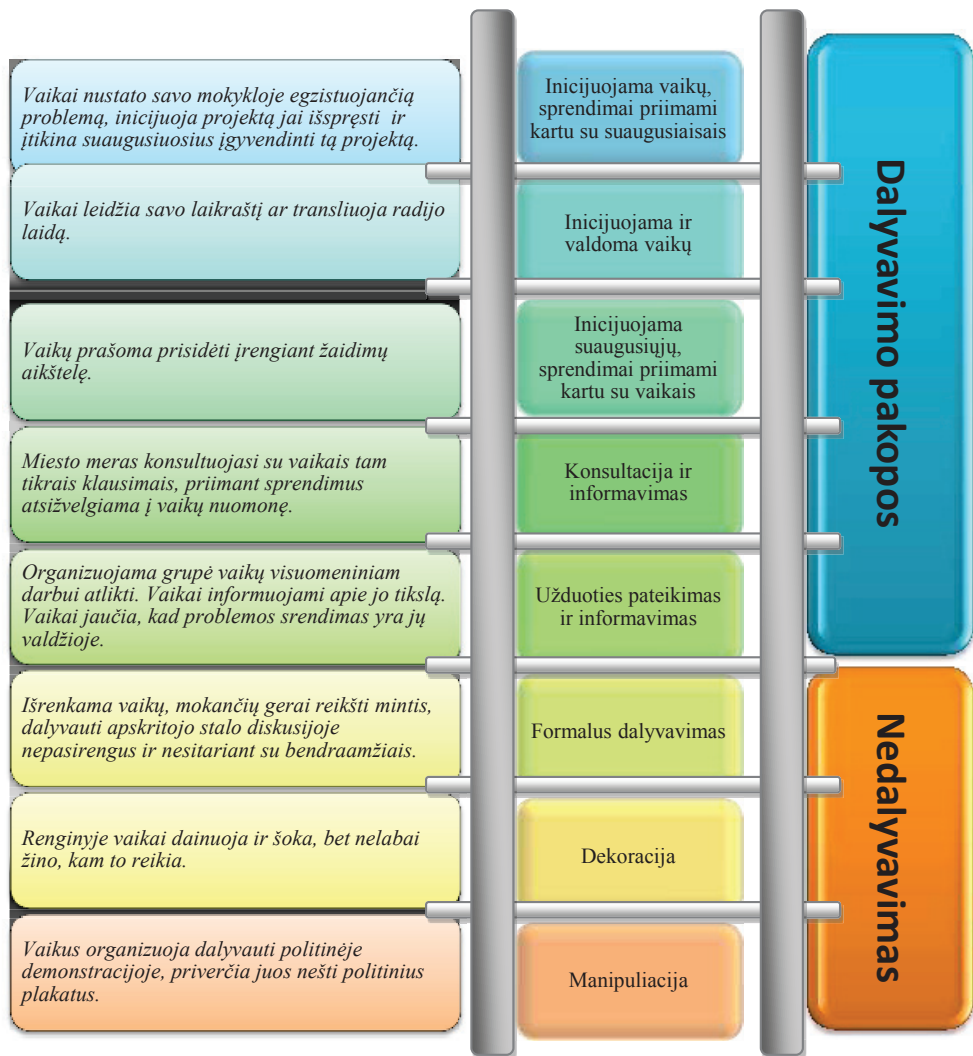 Vaikai nustato savo mokykloje egzistuojančią
problemą, inicijuoja projektą jai išspręsti ir
įtikina suaugusiuosius įgyvendinti tą projektą.
Inicijuojama vaikų,
sprendimai priimami
kartu su suaugusiaisais
Vaikai leidžia savo laikraštį ar transliuoja radijo
laidą.
Inicijuojama ir
valdoma vaikų
Vaikų prašoma prisidėti įrengiant žaidimų
aikštelę.
Inicijuojama
suaugusiųjų,
sprendimai priimami
kartu su vaikais
Miesto meras konsultuojasi su vaikais tam
tikrais klausimais, priimant sprendimus
atsižvelgiama į vaikų nuomonę.
Konsultacija ir
informavimas
Organizuojama grupė vaikų visuomeniniam
darbui atlikti. Vaikai informuojami apie jo tikslą.
Vaikai jaučia, kad problemos srendimas yra jų
valdžioje.
Užduoties pateikimas
ir informavimas
Dalyvavimo pakopos
Išrenkama vaikų, mokančių gerai reikšti mintis,
dalyvauti apskritojo stalo diskusijoje
nepasirengus ir nesitariant su bendraamžiais.
Formalus dalyvavimas
Renginyje vaikai dainuoja ir šoka, bet nelabai
žino, kam to reikia.
Dekoracija
Vaikus organizuoja dalyvauti politinėje
demonstracijoje, priverčia juos nešti politinius
plakatus.
Manipuliacija
Nedalyvavimas